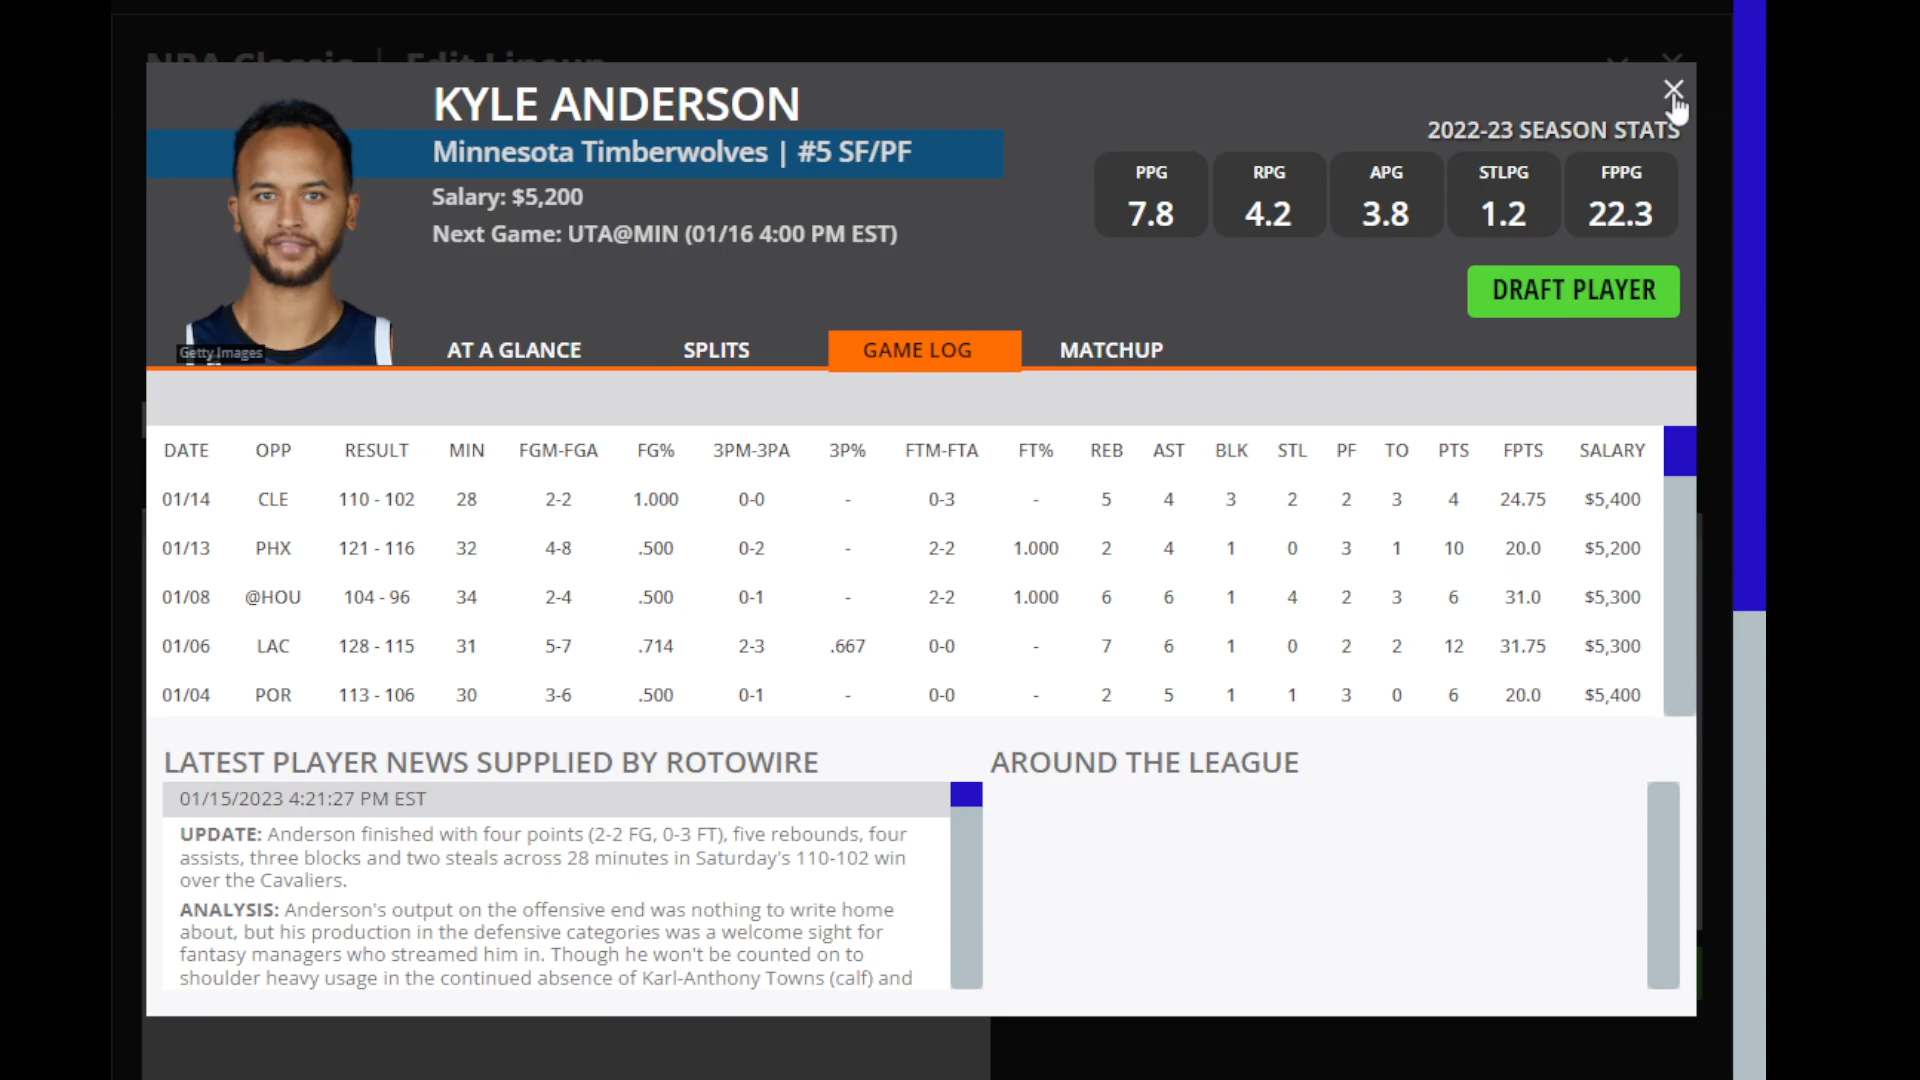 NBA Classic | Edit Lineup
KYLE ANDERSON
Minnesota Timberwolves | #5 SF/PF
Salary: $5,200
Next Game: UTA@MIN (01/16 4:00 PM EST)
2022-23 SEASON STATS
PPG RPG APG STLPG FPPG
7.8 4.2 3.8 1.2 22.3
DRAFT PLAYER
Getty Images
AT A GLANCE SPLITS GAME LOG MATCHUP
DATE OPP RESULT MIN FGM-FGA FG% 3PM-3PA 3P% FTM-FTA FT% REB AST BLK STL PF TO PTS FPTS SALARY
01/14 CLE 110 - 102 28 2-2 1.000 0-0 - 0-3 - 5 4 3 2 2 3 4 24.75 $5,400
01/13 PHX 121 - 116 32 4-8 .500 0-2 - 2-2 1.000 2 4 1 0 3 1 10 20.0 $5,200
01/08 @HOU 104 - 96 34 2-4 .500 0-1 - 2-2 1.000 6 6 1 4 2 3 6 31.0 $5,300
01/06 LAC 128 - 115 31 5-7 .714 2-3 .667 0-0 - 7 6 1 0 2 2 12 31.75 $5,300
01/04 POR 113 - 106 30 3-6 .500 0-1 - 0-0 - 2 5 1 1 3 0 6 20.0 $5,400
LATEST PLAYER NEWS SUPPLIED BY ROTOWIRE
01/15/2023 4:21:27 PM EST
UPDATE: Anderson finished with four points (2-2 FG, 0-3 FT), five rebounds, four
assists, three blocks and two steals across 28 minutes in Saturday's 110-102 win
over the Cavaliers.
ANALYSIS: Anderson's output on the offensive end was nothing to write home
about, but his production in the defensive categories was a welcome sight for
fantasy managers who streamed him in. Though he won't be counted on to
shoulder heavy usage in the continued absence of Karl-Anthony Towns (calf) and
AROUND THE LEAGUE